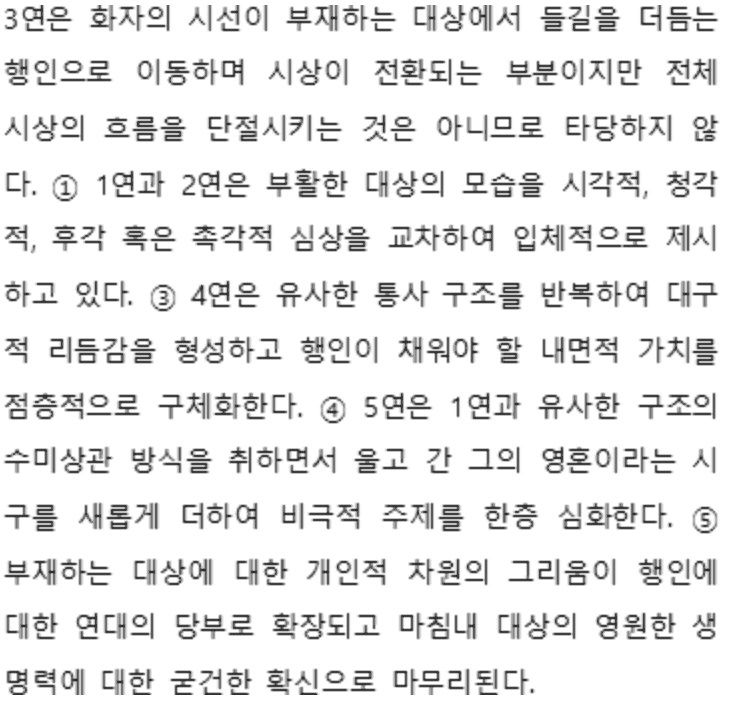 3연은 화자의 시선이 부재하는 대상에서 들길을 더듬는
행인으로 이동하며 시상이 전환되는 부분이지만 전체
시상의 흐름을 단절시키는 것은 아니므로 타당하지 않
다. ① 1연과 2연은 부활한 대상의 모습을 시각적, 청각
적, 후각 혹은 촉각적 심상을 교차하여 입체적으로 제시
하고 있다. ③ 4연은 유사한 통사 구조를 반복하여 대구
적 리듬감을 형성하고 행인이 채워야 할 내면적 가치를
점층적으로 구체화한다. ④ 5연은 1연과 유사한 구조의
수미상관 방식을 취하면서 울고 간 그의 영혼이라는 시
구를 새롭게 더하여 비극적 주제를 한층 심화한다. ⑤
부재하는 대상에 대한 개인적 차원의 그리움이 행인에
대한 연대의 당부로 확장되고 마침내 대상의 영원한 생
명력에 대한 굳건한 확신으로 마무리된다.